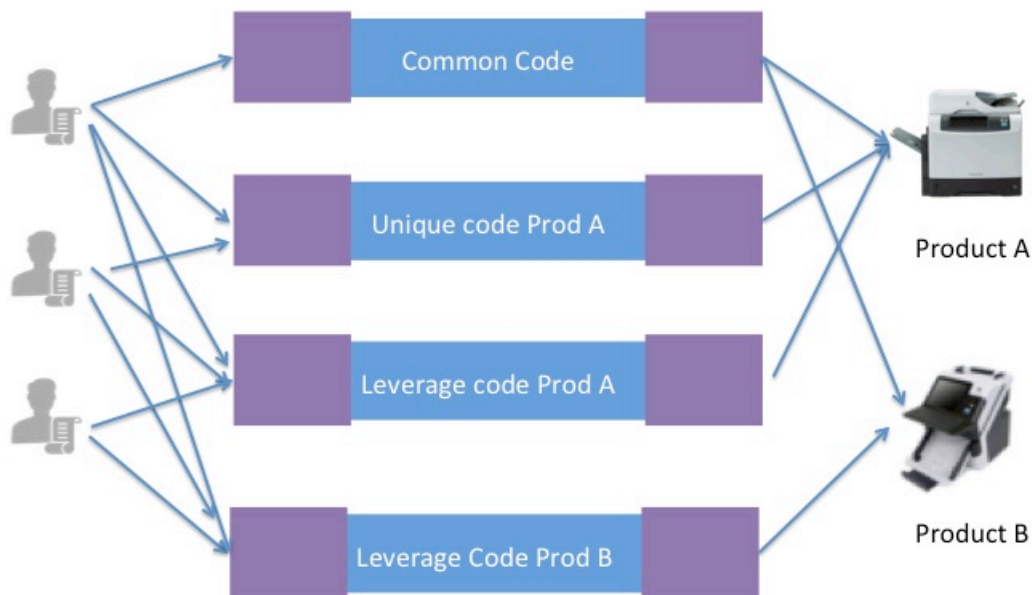 Common Code
Unique code Prod A
Product A
Leverage code Prod A
Leverage Code Prod B
Product B